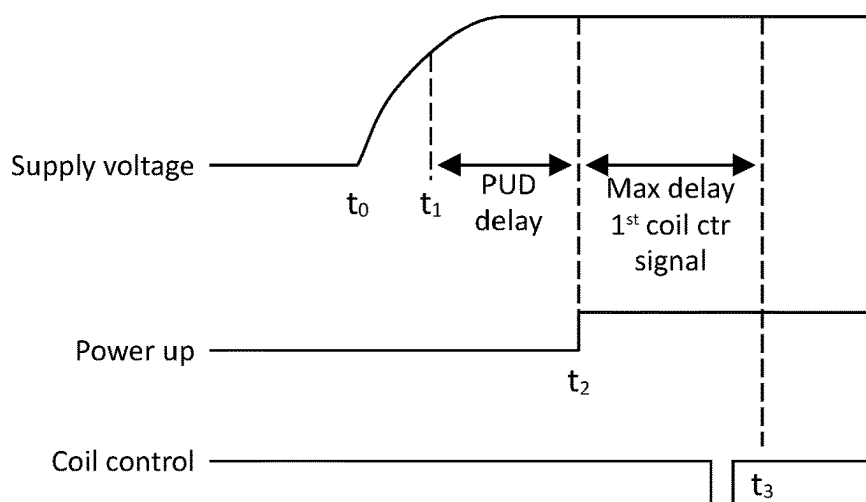 Supply voltage
t₀
t₁
PUD
delay
Max delay
1ˢᵗ coil ctr
signal
Power up
t₂
Coil control
t₃